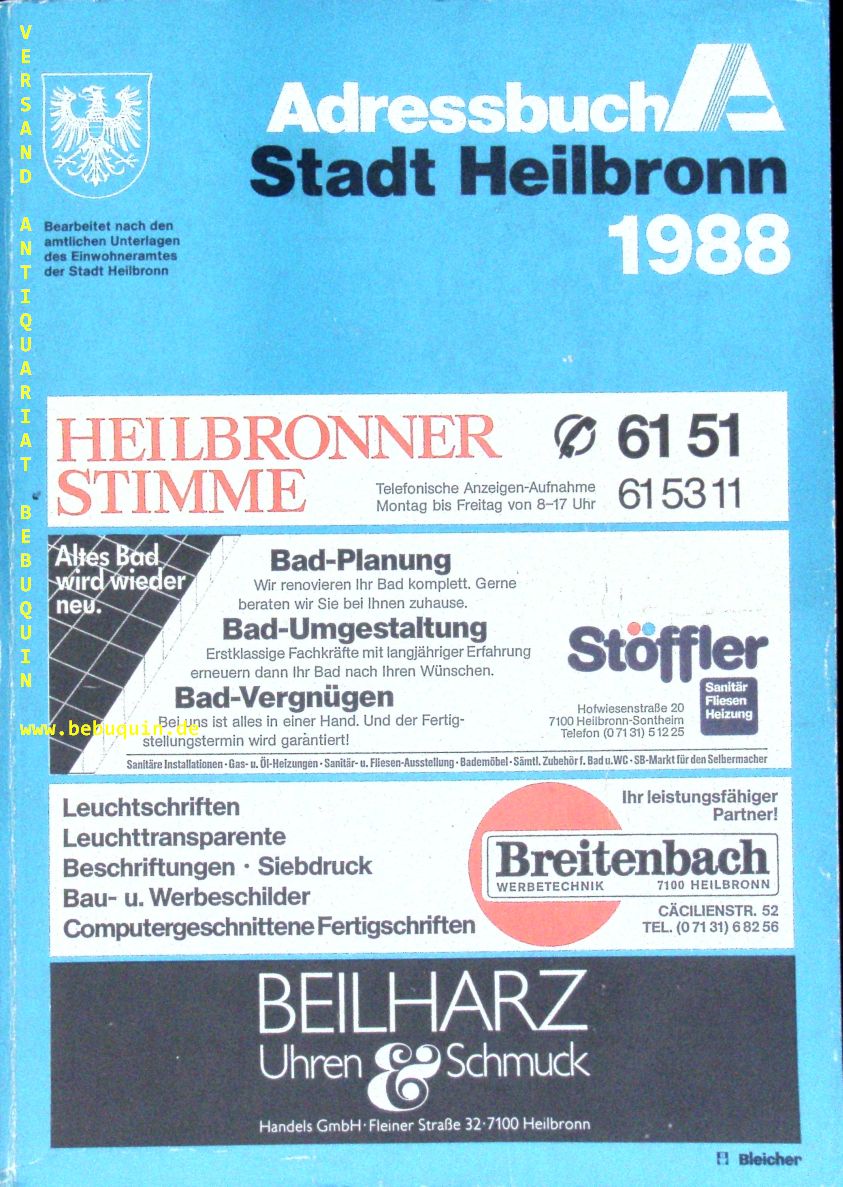 VERSAND ANTIQUARIAT BEBUQUIN
www.bebuquin.de
Adressbuch
Stadt Heilbronn
1988
Bearbeitet nach den
amtlichen Unterlagen
des Einwohneramtes
der Stadt Heilbronn
HEILBRONNER
STIMME
61 51
Telefonische Anzeigen-Aufnahme
Montag bis Freitag von 8–17 Uhr
61 53 11
Altes Bad
wird wieder
neu.
Bad-Planung
Wir renovieren Ihr Bad komplett. Gerne
beraten wir Sie bei Ihnen zuhause.
Bad-Umgestaltung
Erstklassige Fachkräfte mit langjähriger Erfahrung
erneuern dann Ihr Bad nach Ihren Wünschen.
Bad-Vergnügen
Bei uns ist alles in einer Hand. Und der Fertig-
stellungstermin wird garantiert!
Stöffler
Sanitär
Fliesen
Heizung
Hofwiesenstraße 20
7100 Heilbronn-Sontheim
Telefon (0 71 31) 5 12 25
Sanitäre Installationen · Gas- u. Öl-Heizungen · Sanitär- u. Fliesen-Ausstellung · Bademöbel · Sämtl. Zubehör f. Bad u. WC · SB-Markt für den Selbermacher
Leuchtschriften
Leuchttransparente
Beschriftungen · Siebdruck
Bau- u. Werbeschilder
Computergeschnittene Fertigschriften
Ihr leistungsfähiger
Partner!
Breitenbach
WERBETECHNIK 7100 HEILBRONN
CÄCILIENSTR. 52
TEL. (0 71 31) 6 82 56
BEILHARZ
Uhren & Schmuck
Handels GmbH · Fleiner Straße 32 · 7100 Heilbronn
Bleicher